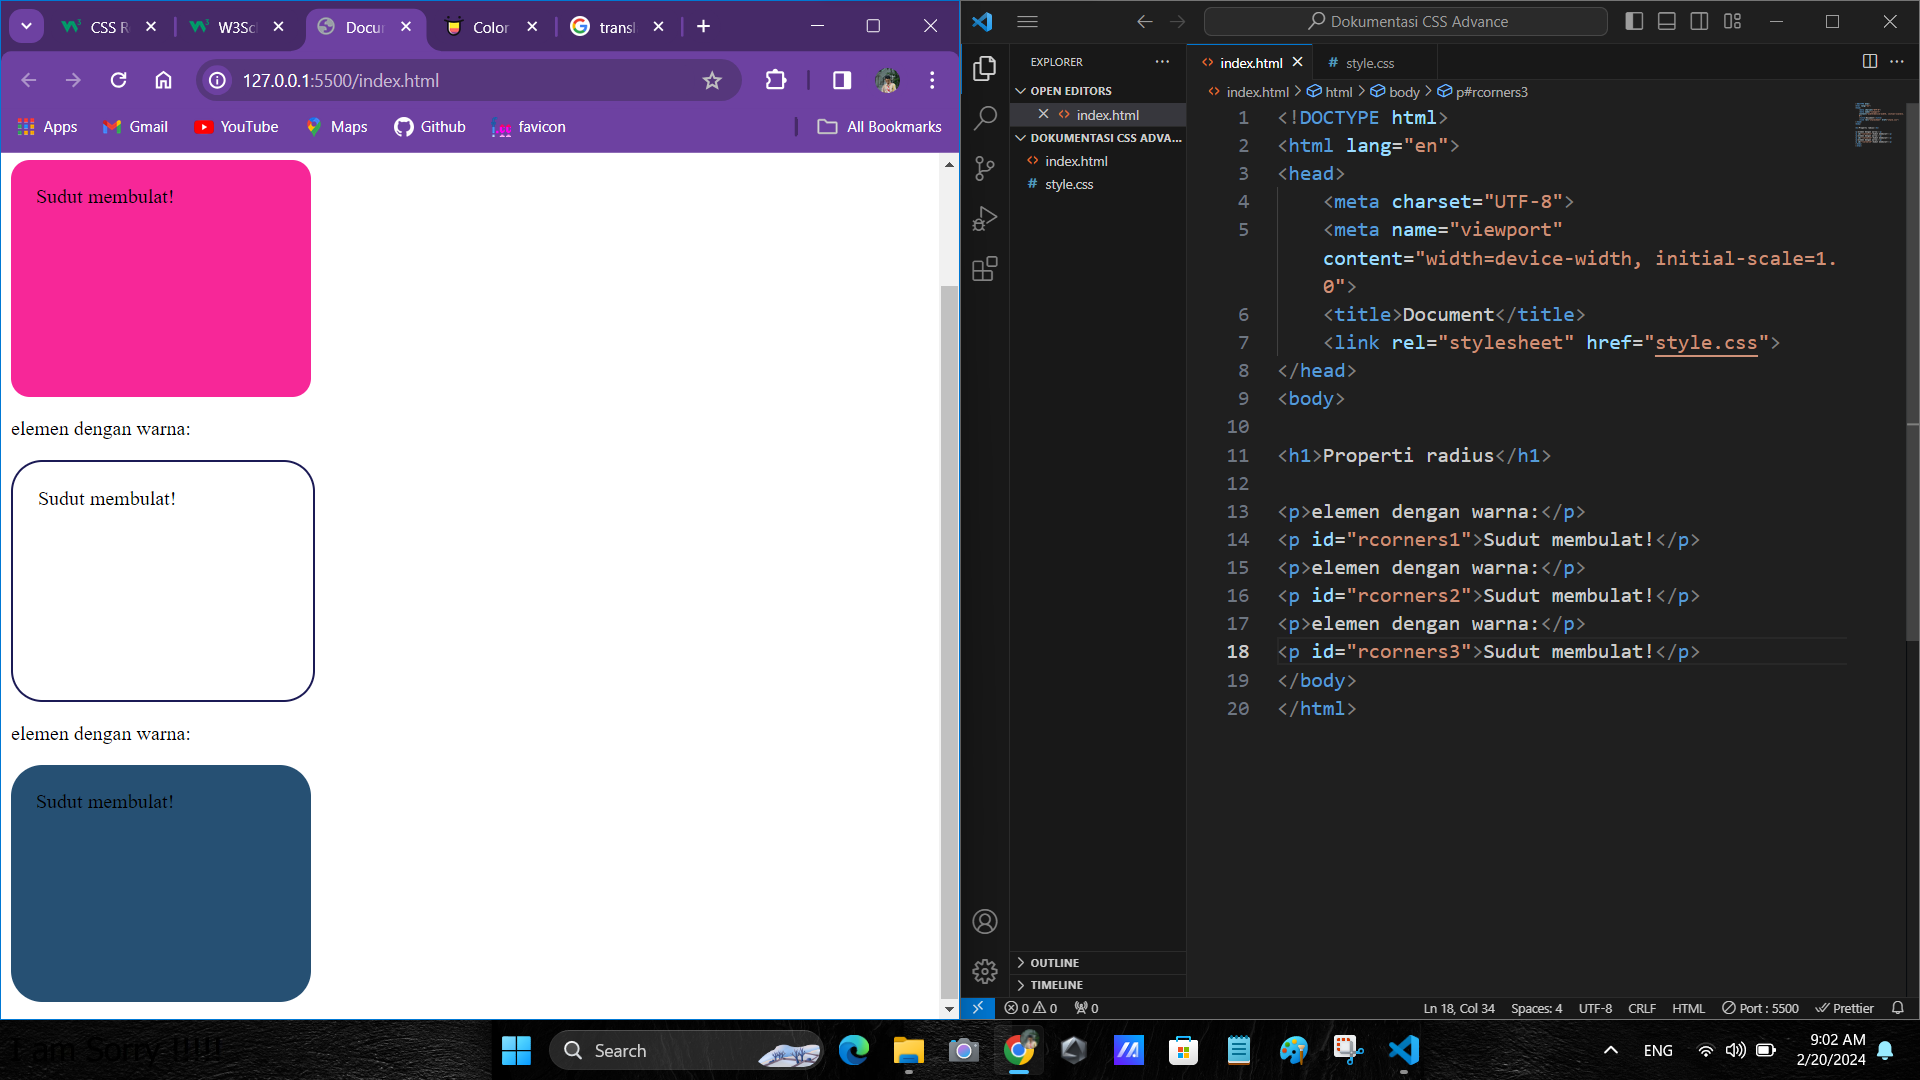 CSS R
W3Sc
Docu
Color
transl
127.0.0.1:5500/index.html
Apps
Gmail
YouTube
Maps
Github
favicon
All Bookmarks
Sudut membulat!
elemen dengan warna:
Sudut membulat!
elemen dengan warna:
Sudut membulat!
Dokumentasi CSS Advance
EXPLORER
OPEN EDITORS
index.html
DOKUMENTASI CSS ADVA...
index.html
style.css
OUTLINE
TIMELINE
index.html
# style.css
index.html > html > body > p#rcorners3
1 <!DOCTYPE html>
2 <html lang="en">
3 <head>
4 <meta charset="UTF-8">
5 <meta name="viewport"
content="width=device-width, initial-scale=1.
0">
6 <title>Document</title>
7 <link rel="stylesheet" href="style.css">
8 </head>
9 <body>
10
11 <h1>Properti radius</h1>
12
13 <p>elemen dengan warna:</p>
14 <p id="rcorners1">Sudut membulat!</p>
15 <p>elemen dengan warna:</p>
16 <p id="rcorners2">Sudut membulat!</p>
17 <p>elemen dengan warna:</p>
18 <p id="rcorners3">Sudut membulat!</p>
19 </body>
20 </html>
0 0 0 Ln 18, Col 34 Spaces: 4 UTF-8 CRLF HTML Port : 5500 Prettier
Search
ENG
9:02 AM
2/20/2024